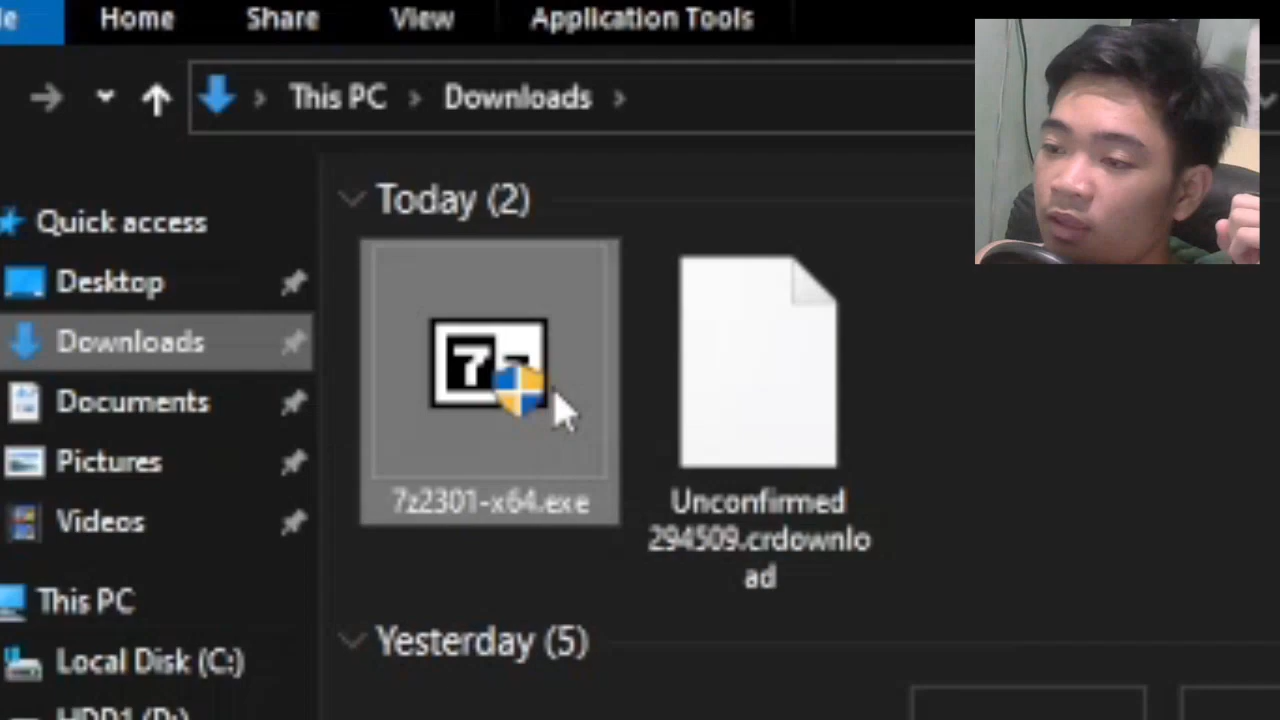 Home Share View Application Tools
This PC Downloads
Quick access
Desktop
Downloads
Documents
Pictures
Videos
This PC
Local Disk (C:)
Today (2)
7z
7z2301-x64.exe
Unconfirmed
294509.crdownlo
ad
Yesterday (5)